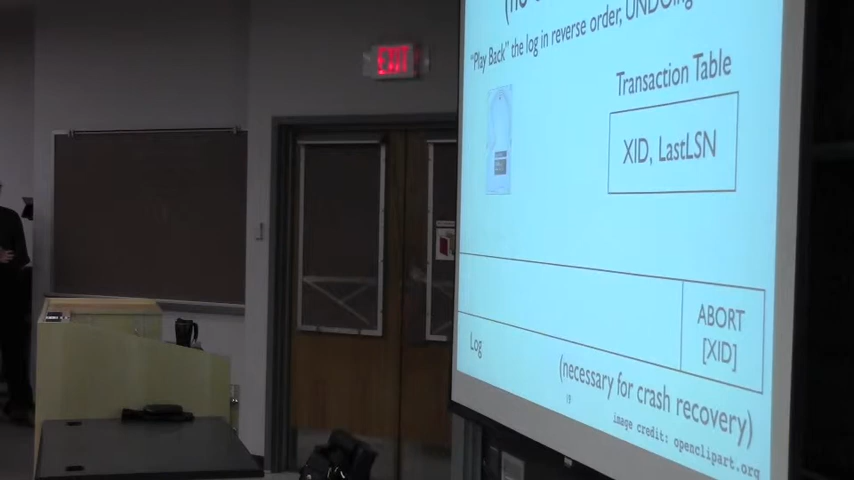 EXIT
"Play Back" the log in reverse order, UNDOing
Transaction Table
XID, LastLSN
ABORT
[XID]
Log
(necessary for crash recovery)
19
image credit: openclipart.org